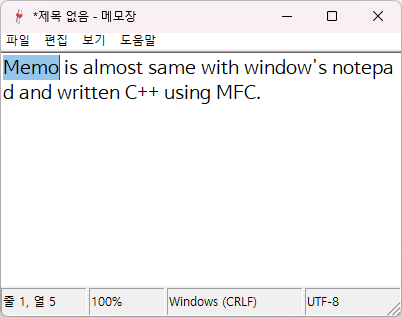 *제목 없음 - 메모장
파일 편집 보기 도움말
Memo is almost same with window's notepa
d and written C++ using MFC.
줄 1, 열 5 100% Windows (CRLF) UTF-8